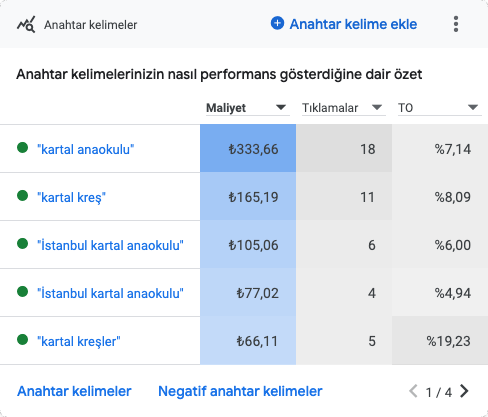 Anahtar kelimeler
Anahtar kelime ekle
Anahtar kelimelerinizin nasıl performans gösterdiğine dair özet
Maliyet Tıklamalar TO
"kartal anaokulu" ₺333,66 18 %7,14
"kartal kreş" ₺165,19 11 %8,09
"İstanbul kartal anaokulu" ₺105,06 6 %6,00
"İstanbul kartal anaokulu" ₺77,02 4 %4,94
"kartal kreşler" ₺66,11 5 %19,23
Anahtar kelimeler Negatif anahtar kelimeler 1 / 4